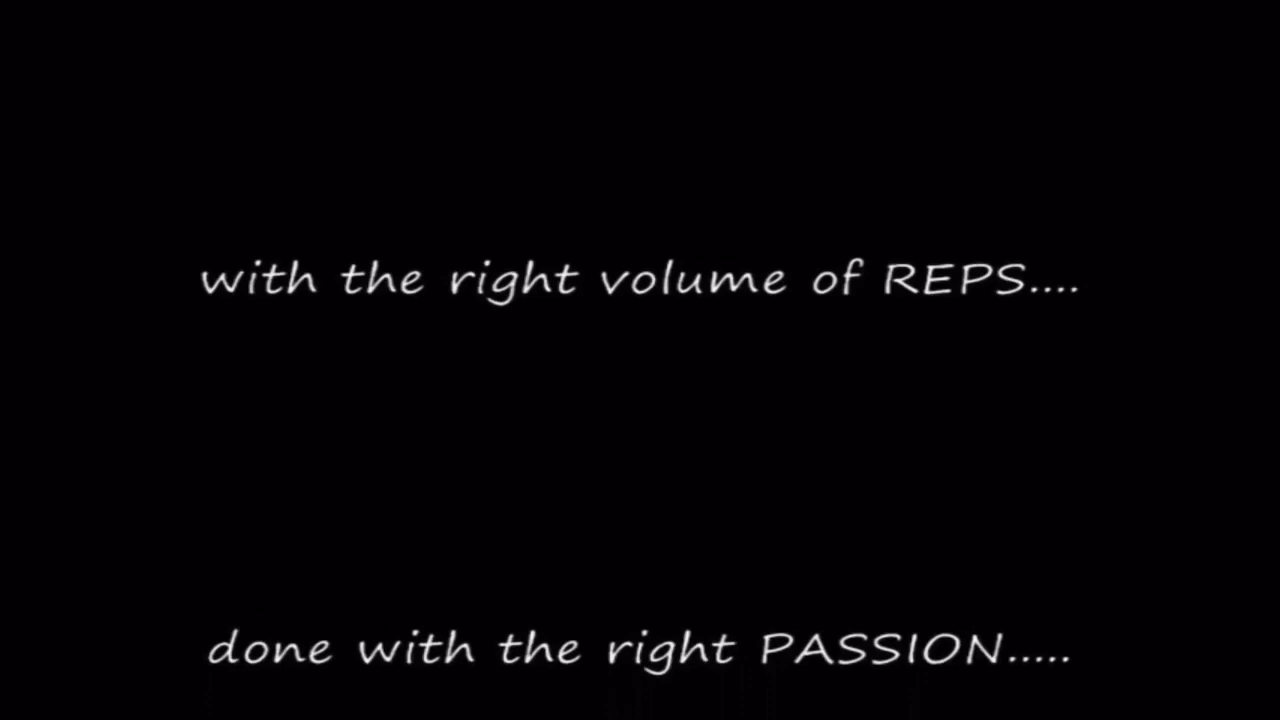 with the right volume of REPS....
done with the right PASSION.....